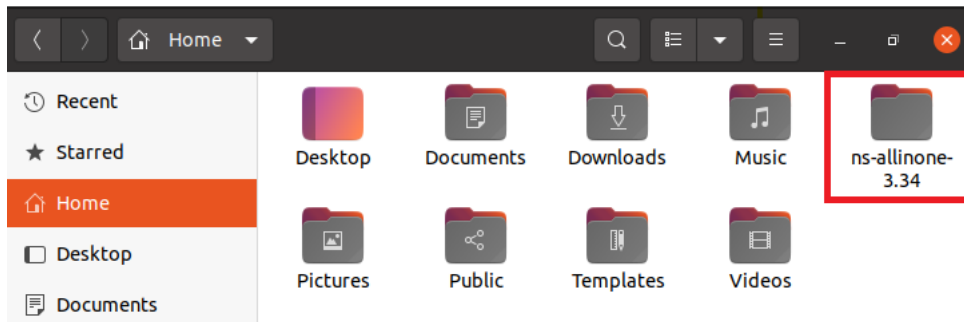 Home
Recent
Starred
Home
Desktop
Documents
Desktop
Documents
Downloads
Music
ns-allinone-
3.34
Pictures
Public
Templates
Videos